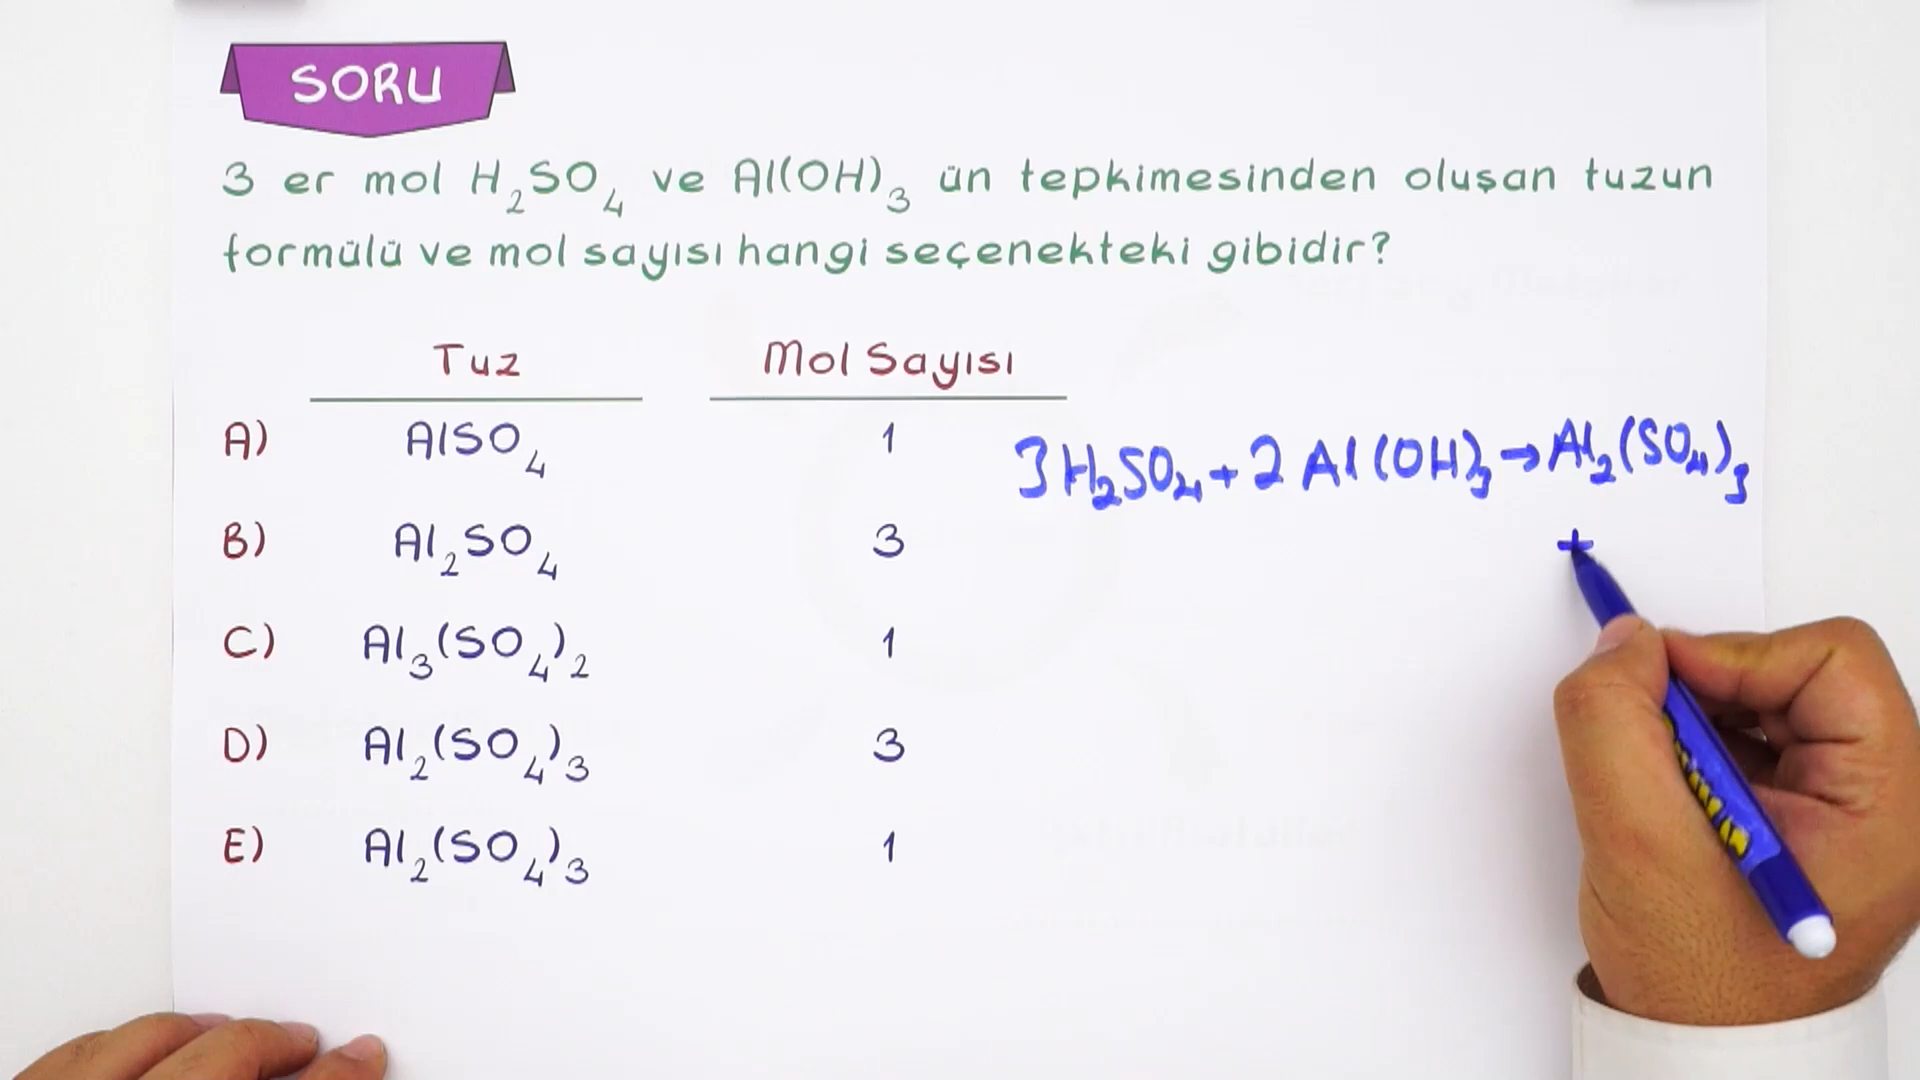 SORU
3 er mol H₂SO₄ ve Al(OH)₃ ün tepkimesinden oluşan tuzun
formülü ve mol sayısı hangi seçenekteki gibidir?
Tuz Mol Sayısı
A) AlSO₄ 1
B) Al₂SO₄ 3
C) Al₃(SO₄)₂ 1
D) Al₂(SO₄)₃ 3
E) Al₂(SO₄)₃ 1
3H₂SO₄ + 2Al(OH)₃ → Al₂(SO₄)₃
+